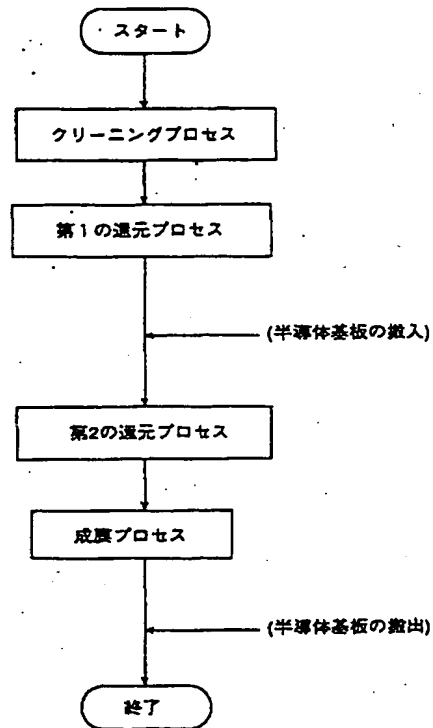 スタート
クリーニングプロセス
第1の還元プロセス
(半導体基板の搬入)
第2の還元プロセス
成膜プロセス
(半導体基板の搬出)
終了